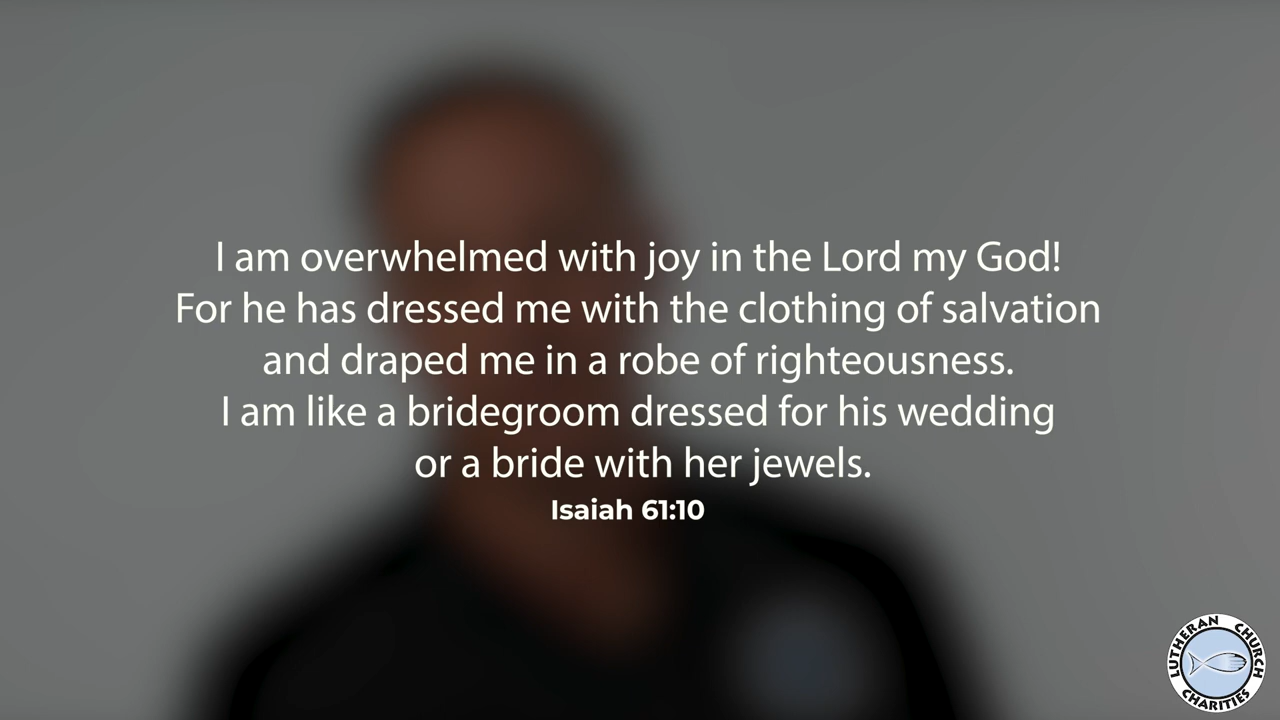 I am overwhelmed with joy in the Lord my God!
For he has dressed me with the clothing of salvation
and draped me in a robe of righteousness.
I am like a bridegroom dressed for his wedding
or a bride with her jewels.
Isaiah 61:10
LUTHERAN CHURCH
CHARITIES